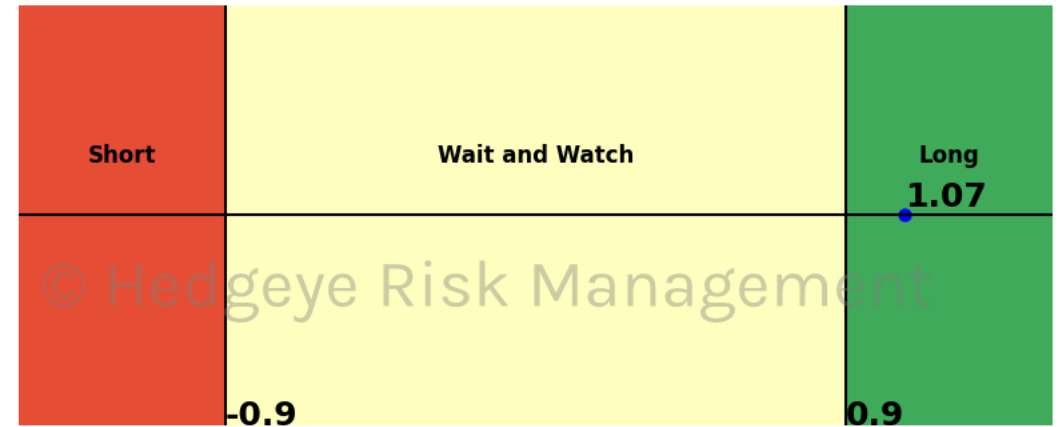 Short
Wait and Watch
Long
1.07
© Hedgeye Risk Management
-0.9
0.9